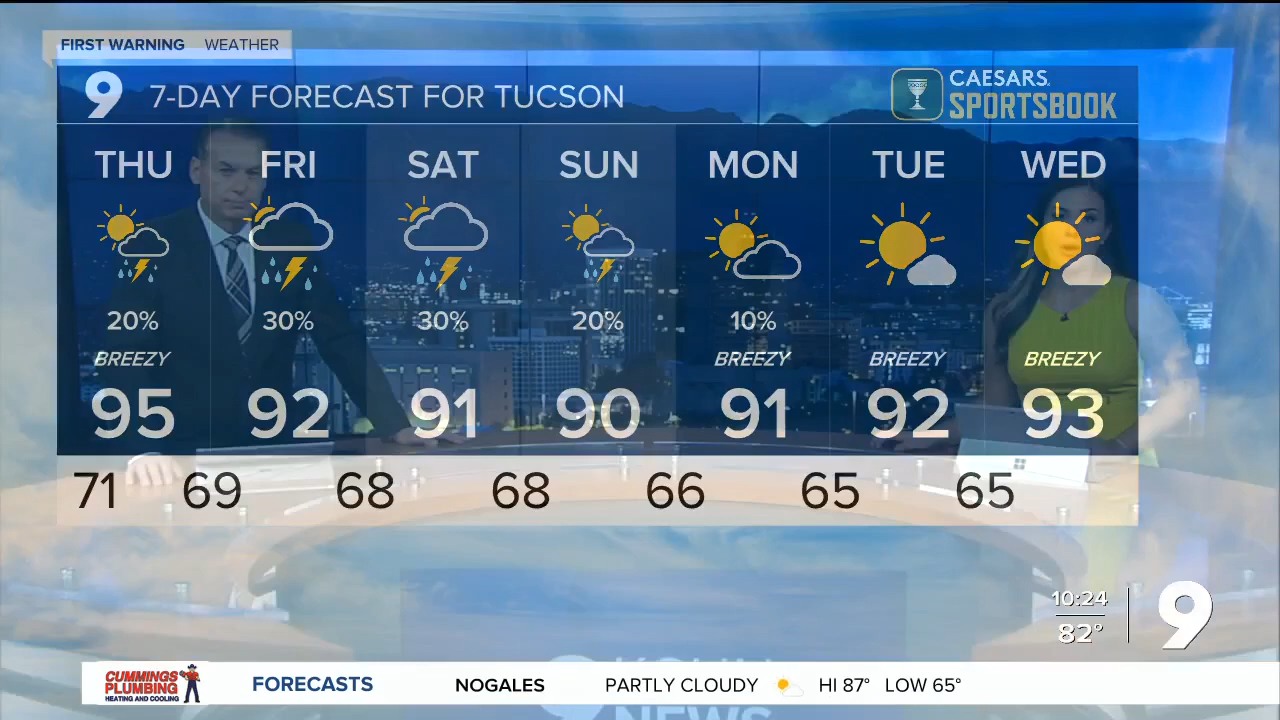 FIRST WARNING WEATHER
9 7-DAY FORECAST FOR TUCSON
CAESARS
SPORTSBOOK
THU FRI SAT SUN MON TUE WED
20% 30% 30% 20% 10%
BREEZY BREEZY BREEZY BREEZY
95 92 91 90 91 92 93
71 69 68 68 66 65 65
10:24
82°
9
CUMMINGS
PLUMBING
HEATING AND COOLING
FORECASTS NOGALES PARTLY CLOUDY HI 87° LOW 65°
9 KGUN
NEWS